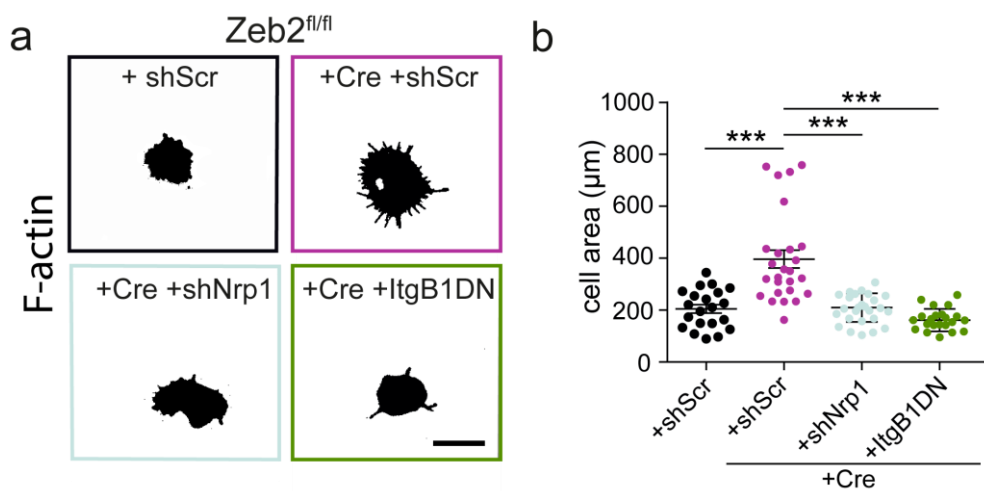 a
Zeb2fl/fl
+ shScr
+Cre +shScr
F-actin
+Cre +shNrp1
+Cre +ItgB1DN
b
***
***
***
1000
800
600
400
200
0
cell area (μm)
+shScr
+shScr
+shNrp1
+ItgB1DN
+Cre